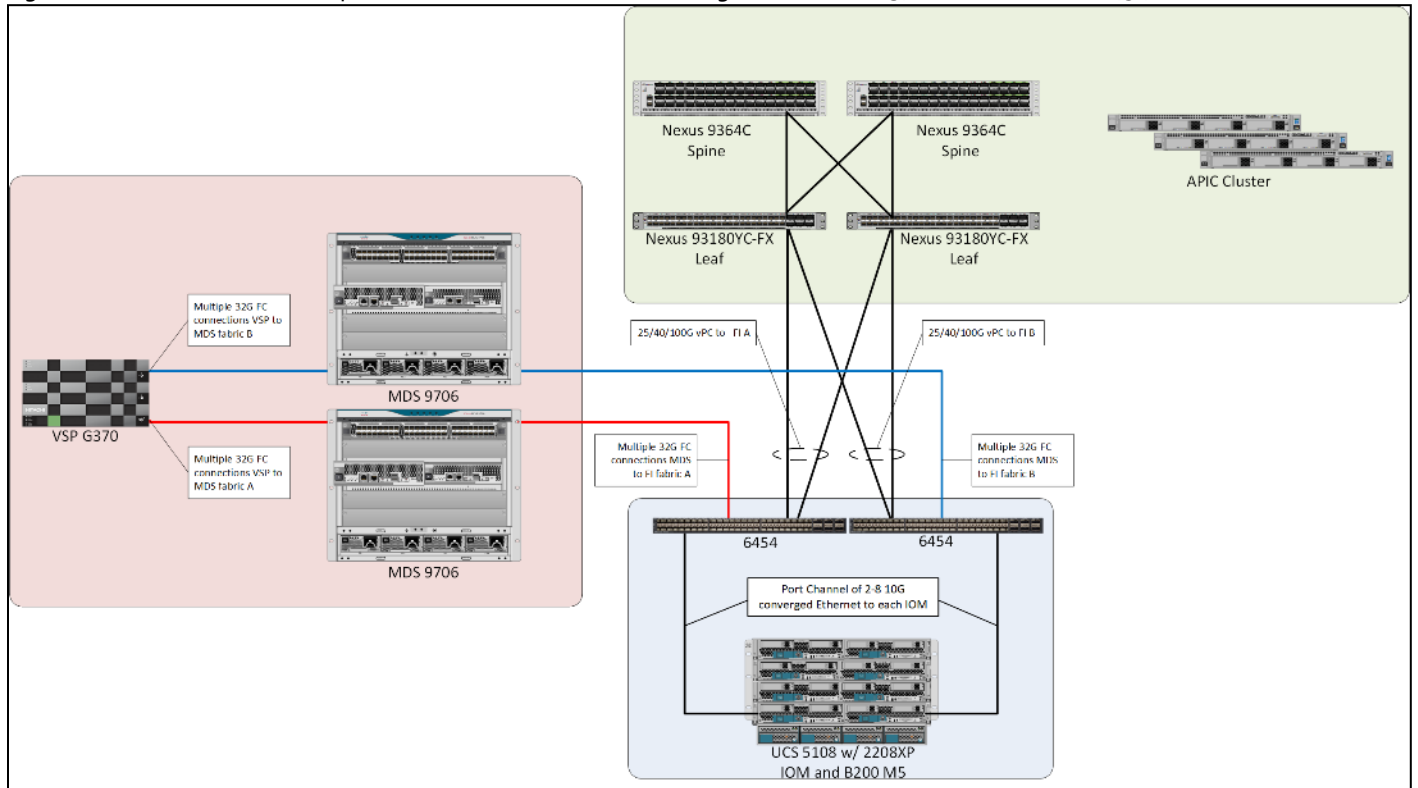 Nexus 9364C
Spine
Nexus 9364C
Spine
APIC Cluster
Nexus 93180YC-FX
Leaf
Nexus 93180YC-FX
Leaf
Multiple 32G FC
connections VSP to
MDS fabric B
MDS 9706
VSP G370
Multiple 32G FC
connections VSP to
MDS fabric A
MDS 9706
25/40/100G vPC to FI A
25/40/100G vPC to FI B
Multiple 32G FC
connections MDS
to FI fabric A
Multiple 32G FC
connections MDS
to FI fabric B
6454
6454
Port Channel of 2-8 10G
converged Ethernet to each IOM
UCS 5108 w/ 2208XP
IOM and B200 M5